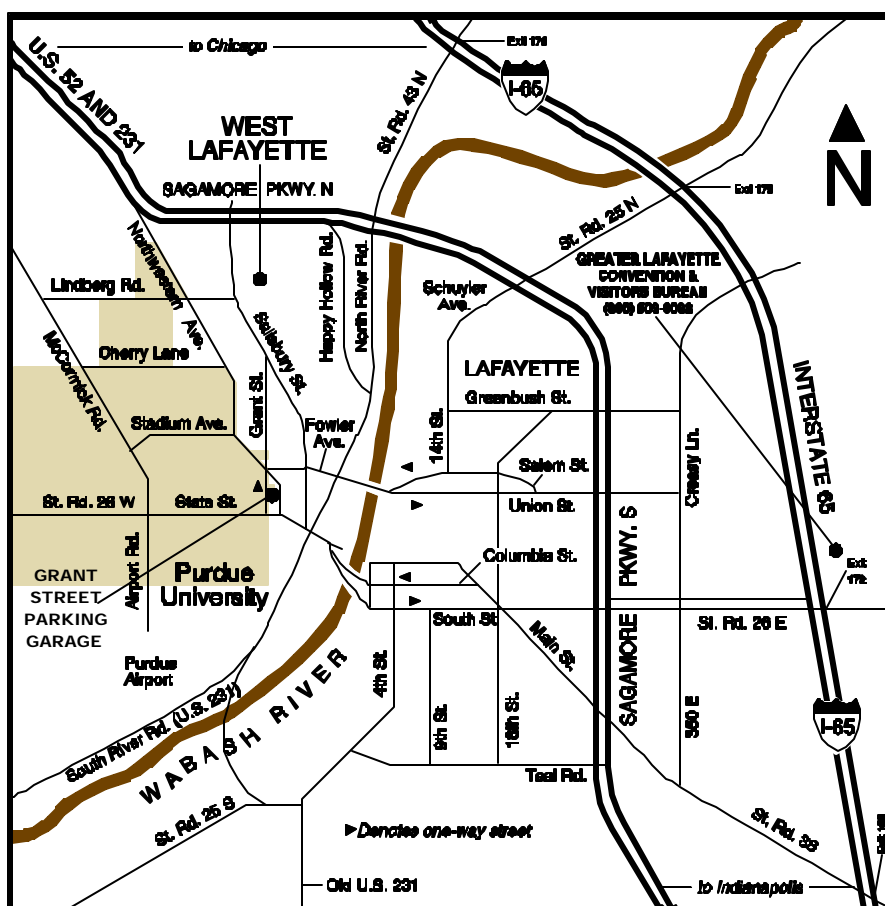 to Chicago
Exit 178
I-65
U.S. 52 AND 231
St. Rd. 43 N
WEST
LAFAYETTE
SAGAMORE PKWY. N
N
Exit 175
St. Rd. 25 N
Northwestern Ave.
GREATER LAFAYETTE
CONVENTION &
VISITORS BUREAU
Lindberg Rd.
Salisbury St.
Happy Hollow Rd.
North River Rd.
Schuyler
Ave.
McCormick Rd.
Cherry Lane
LAFAYETTE
Greenbush St.
INTERSTATE 65
Stadium Ave.
Grant St.
Fowler
Ave.
14th St.
Creasy Ln.
Salem St.
St. Rd. 26 W
State St.
Union St.
Airport Rd.
Columbia St.
SAGAMORE PKWY. S
Exit
172
GRANT
STREET
PARKING
GARAGE
Purdue
University
South St.
Main St.
St. Rd. 26 E
Purdue
Airport
4th St.
9th St.
18th St.
350 E
I-65
South River Rd. (U.S. 231)
WABASH RIVER
Teal Rd.
St. Rd. 25 S
Denotes one-way street
St. Rd. 38
Old U.S. 231
to Indianapolis